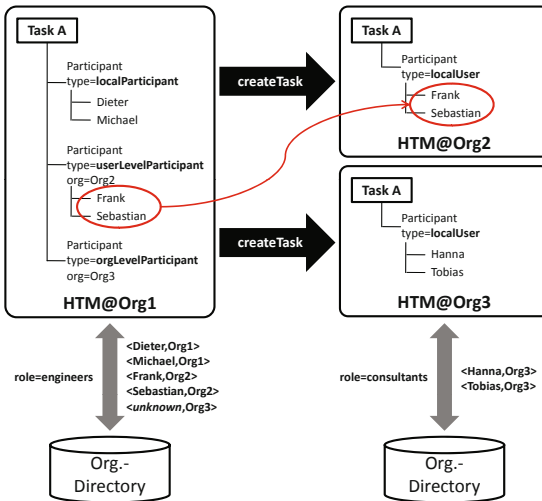 Task A
Participant
type=localParticipant
Dieter
Michael
Participant
type=userLevelParticipant
org=Org2
Frank
Sebastian
Participant
type=orgLevelParticipant
org=Org3
HTM@Org1
createTask
createTask
Task A
Participant
type=localUser
Frank
Sebastian
HTM@Org2
Task A
Participant
type=localUser
Hanna
Tobias
HTM@Org3
role=engineers
<Dieter,Org1>
<Michael,Org1>
<Frank,Org2>
<Sebastian,Org2>
<unknown,Org3>
role=consultants
<Hanna,Org3>
<Tobias,Org3>
Org.-
Directory
Org.-
Directory